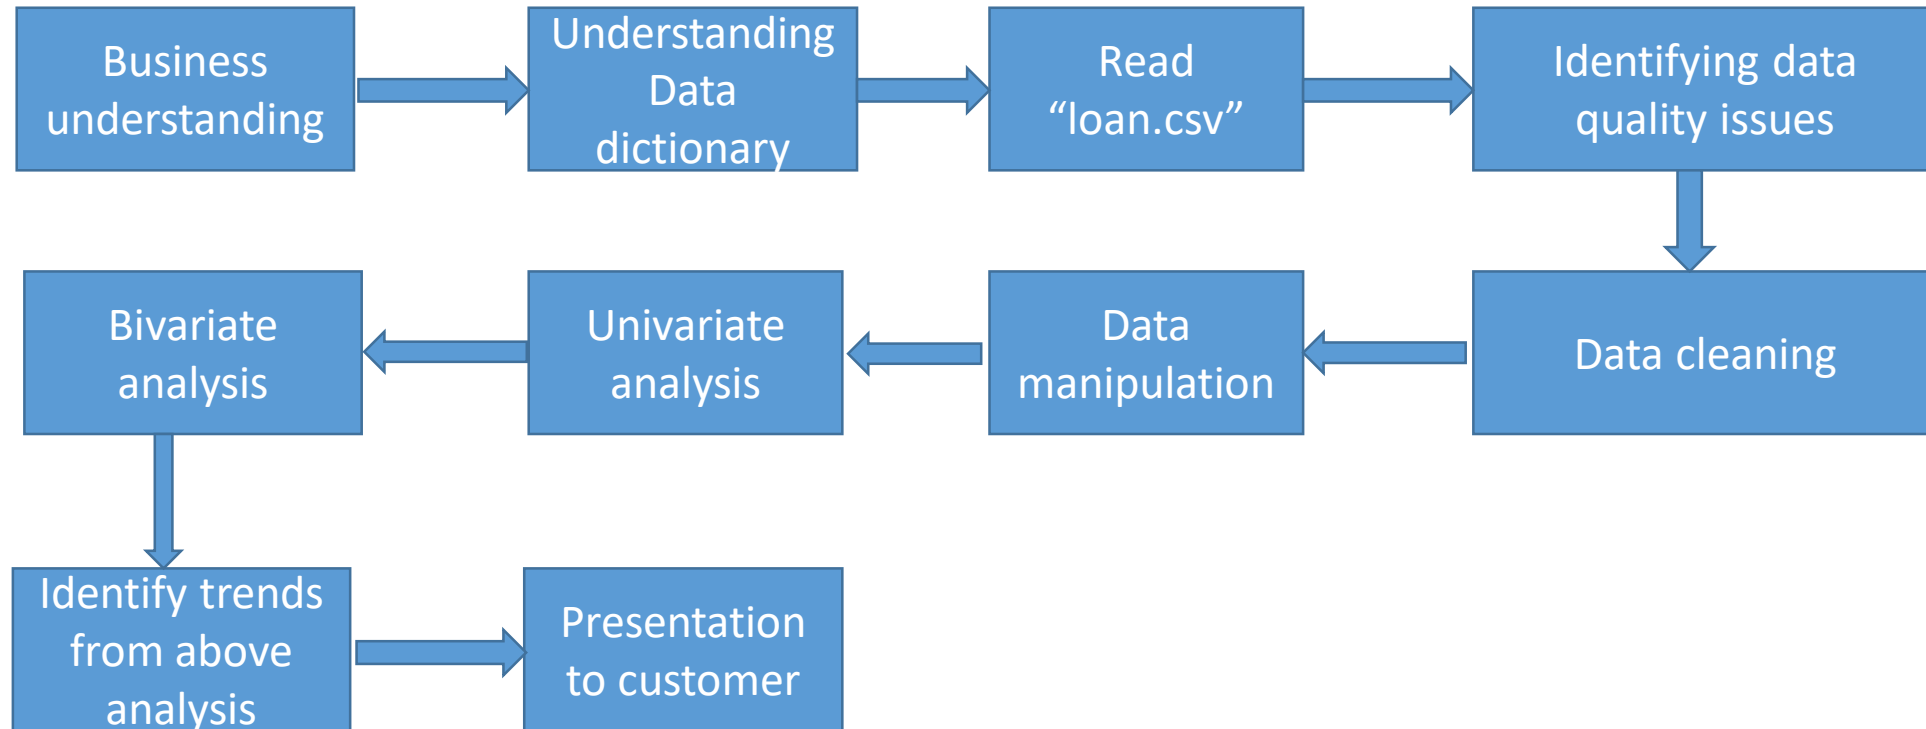 Business
understanding
Understanding
Data
dictionary
Read
“loan.csv”
Identifying data
quality issues
Data cleaning
Data
manipulation
Univariate
analysis
Bivariate
analysis
Identify trends
from above
analysis
Presentation
to customer